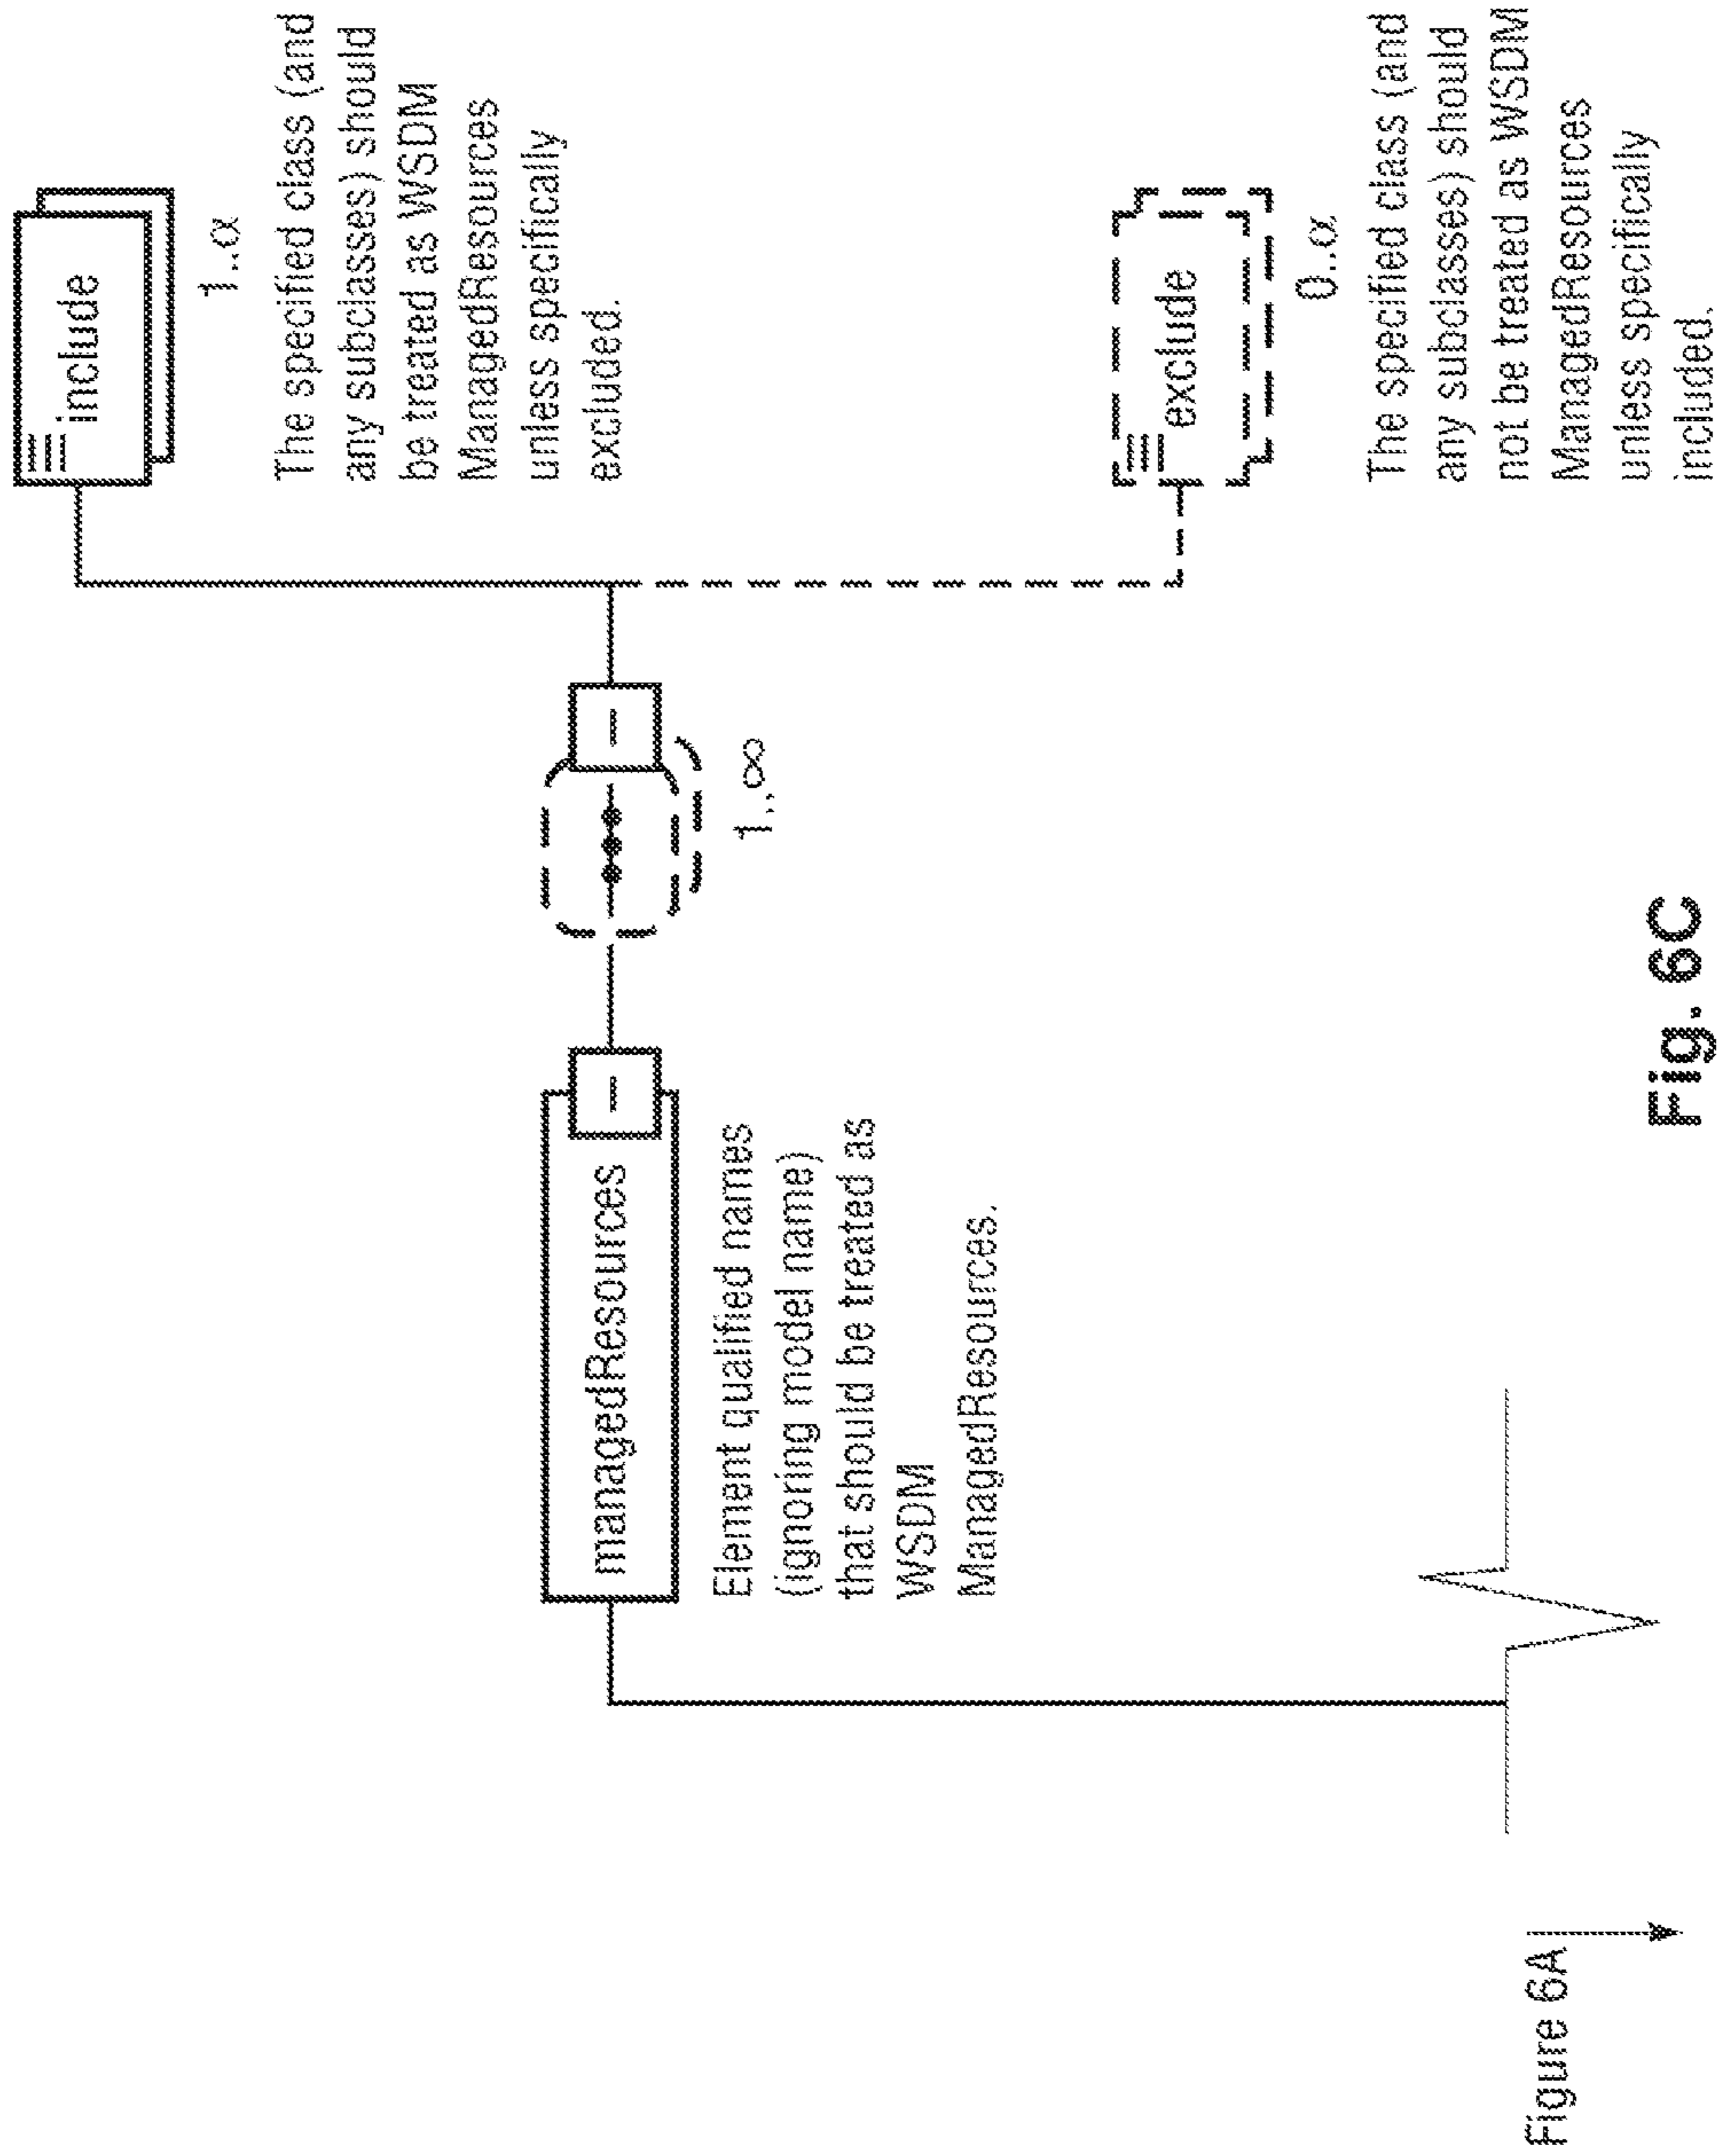 include
1..α
The specified class (and
any subclasses) should
be treated as WSDM
ManagedResources
unless specifically
excluded.
managedResources
Element qualified names
(ignoring model name)
that should be treated as
WSDM
ManagedResources.
1..∞
exclude
0..α
The specified class (and
any subclasses) should
not be treated as WSDM
ManagedResources
unless specifically
included.
Figure 6A
Fig. 6C